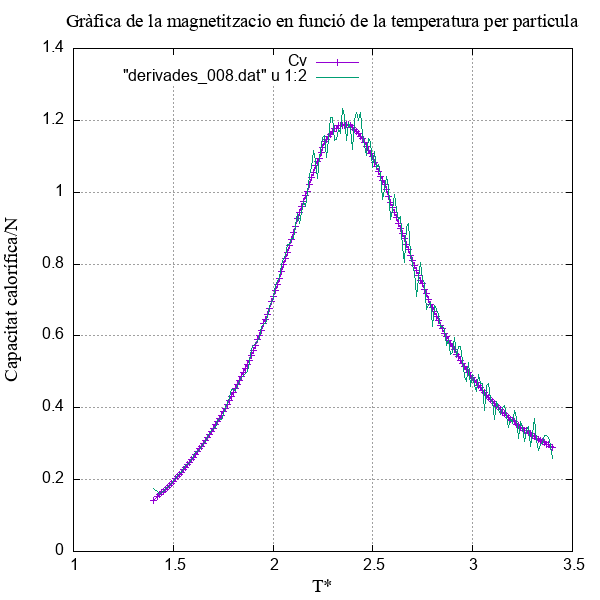 Gràfica de la magnetització en funció de la temperatura per particula
Cv
"derivades_008.dat" u 1:2
Capacitat calorífica/N
1.4
1.2
1
0.8
0.6
0.4
0.2
0
1 1.5 2 2.5 3 3.5
T*